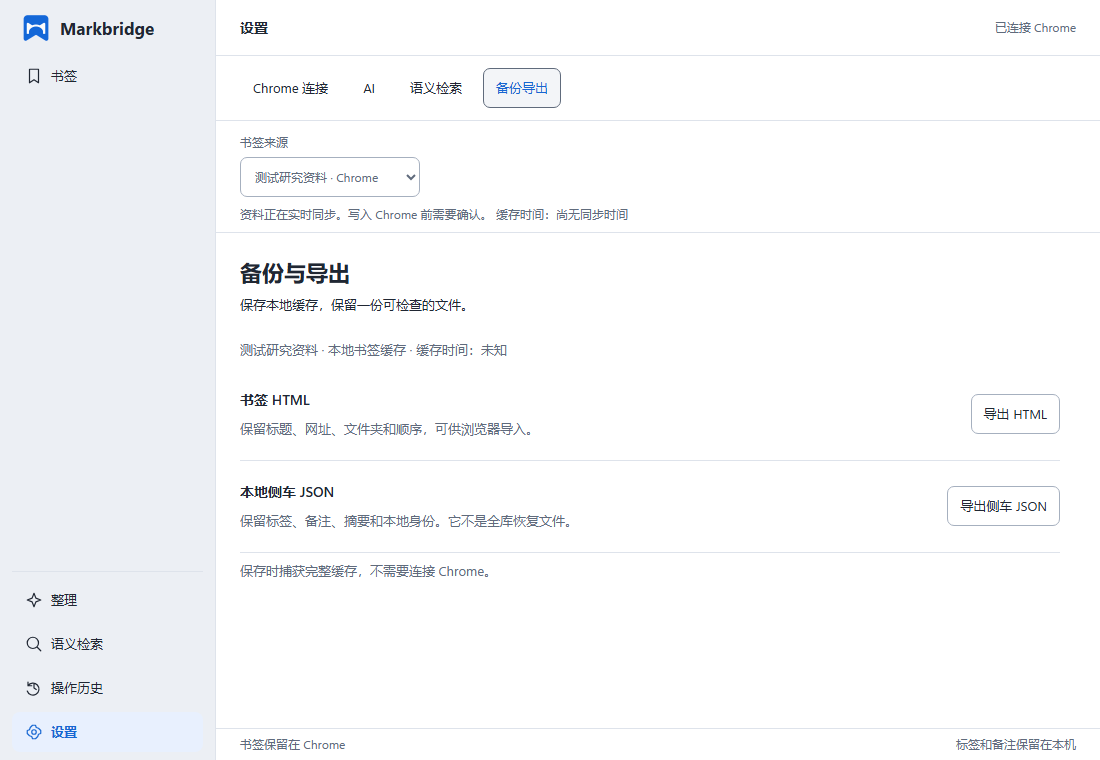 Markbridge
书签
整理
语义检索
操作历史
设置
设置
已连接 Chrome
Chrome 连接
AI
语义检索
备份导出
书签来源
测试研究资料 · Chrome
资料正在实时同步。写入 Chrome 前需要确认。 缓存时间：尚无同步时间
备份与导出
保存本地缓存，保留一份可检查的文件。
测试研究资料 · 本地书签缓存 · 缓存时间：未知
书签 HTML
保留标题、网址、文件夹和顺序，可供浏览器导入。
导出 HTML
本地侧车 JSON
保留标签、备注、摘要和本地身份。它不是全库恢复文件。
导出侧车 JSON
保存时捕获完整缓存，不需要连接 Chrome。
书签保留在 Chrome
标签和备注保留在本机